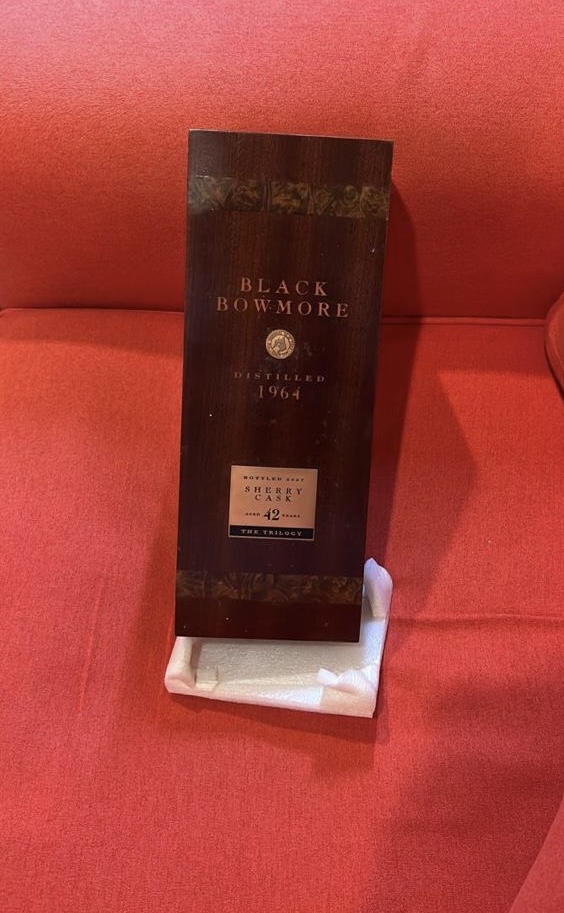 BLACK
BOWMORE
DISTILLED
1964
BOTTLED 2007
SHERRY
CASK
AGED 42 YEARS
THE TRILOGY